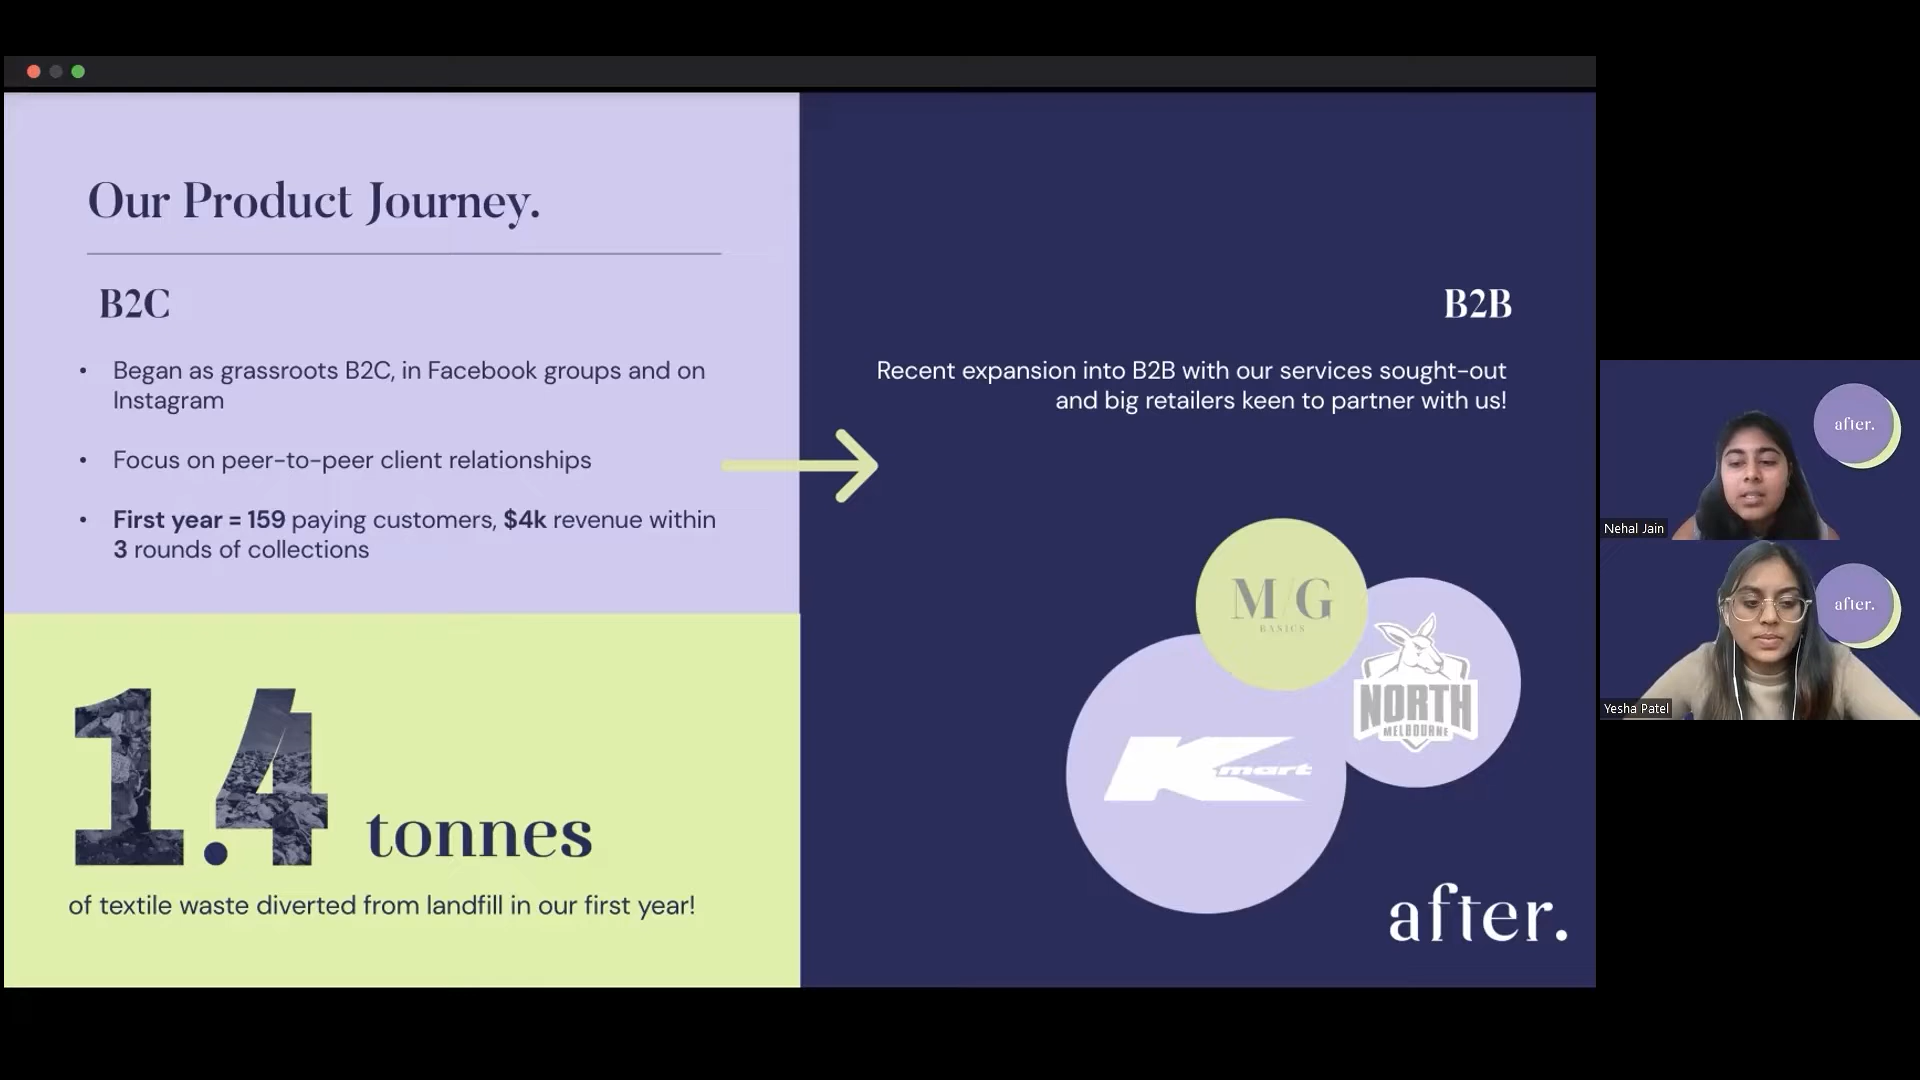 Our Product Journey.
B2C
• Began as grassroots B2C, in Facebook groups and on
Instagram
• Focus on peer-to-peer client relationships
• First year = 159 paying customers, $4k revenue within
3 rounds of collections
1.4 tonnes
of textile waste diverted from landfill in our first year!
B2B
Recent expansion into B2B with our services sought-out
and big retailers keen to partner with us!
M/G
BASICS
NORTH
MELBOURNE
Kmart
after.
after.
Nehal Jain
after.
Yesha Patel